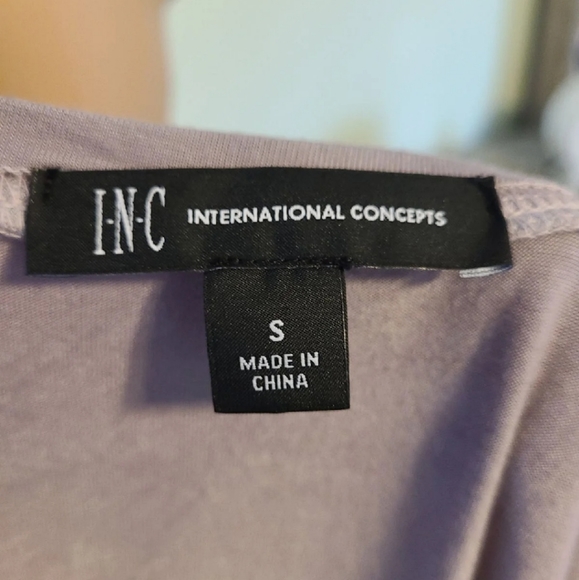 I·N·C INTERNATIONAL CONCEPTS
S
MADE IN
CHINA